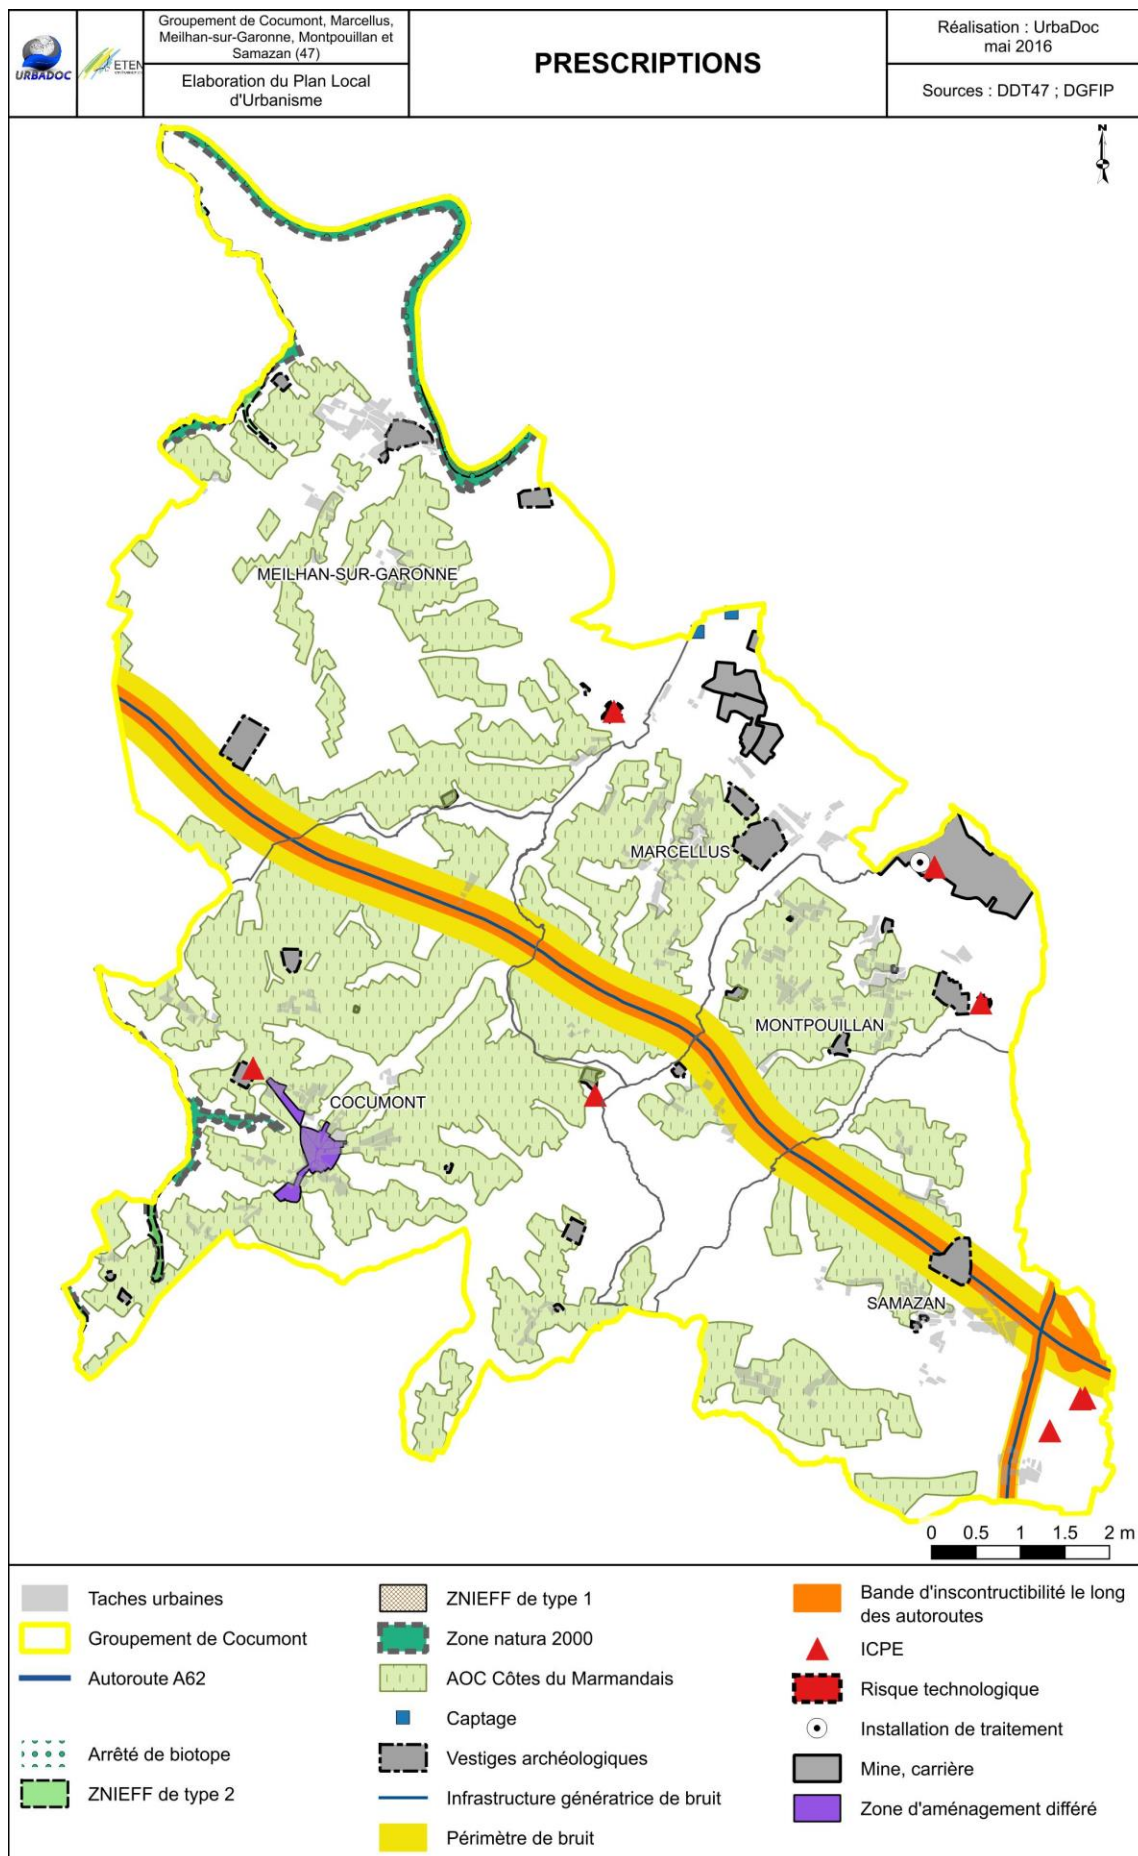 URBADOC
ETEN
Groupement de Cocumont, Marcellus,
Meilhan-sur-Garonne, Montpouillan et
Samazan (47)
Elaboration du Plan Local
d'Urbanisme
PRESCRIPTIONS
Réalisation : UrbaDoc
mai 2016
Sources : DDT47 ; DGFIP
N
MEILHAN-SUR-GARONNE
MARCELLUS
MONTPOUILLAN
COCUMONT
SAMAZAN
0 0.5 1 1.5 2 m
Taches urbaines
Groupement de Cocumont
Autoroute A62
Arrêté de biotope
ZNIEFF de type 2
ZNIEFF de type 1
Zone natura 2000
AOC Côtes du Marmandais
Captage
Vestiges archéologiques
Infrastructure génératrice de bruit
Périmètre de bruit
Bande d'inscontructibilité le long
des autoroutes
ICPE
Risque technologique
Installation de traitement
Mine, carrière
Zone d'aménagement différé